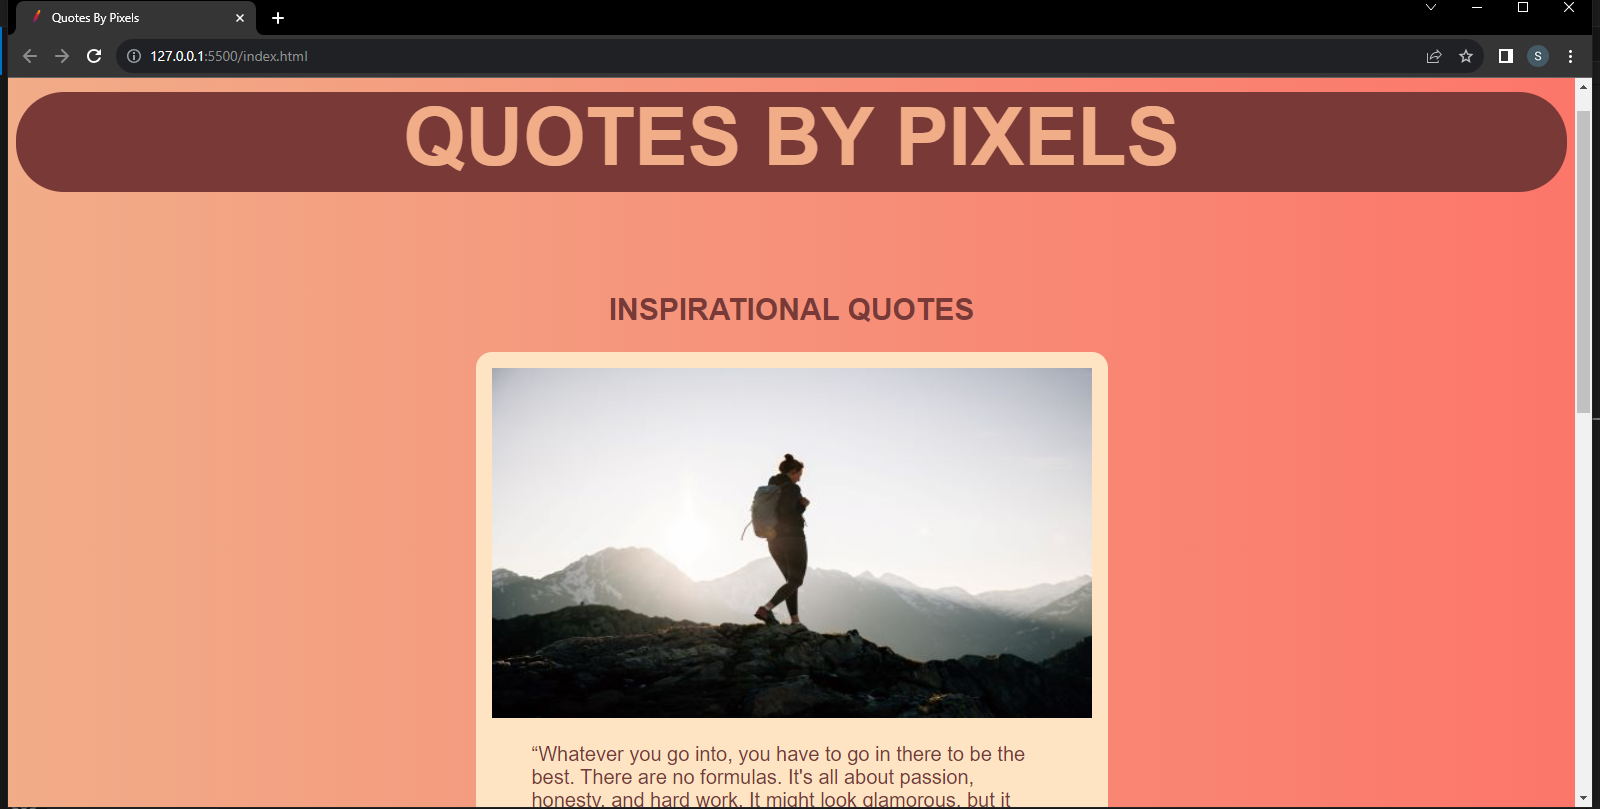 Quotes By Pixels
127.0.0.1:5500/index.html
S
QUOTES BY PIXELS
INSPIRATIONAL QUOTES
“Whatever you go into, you have to go in there to be the
best. There are no formulas. It's all about passion,
honesty, and hard work. It might look glamorous, but it